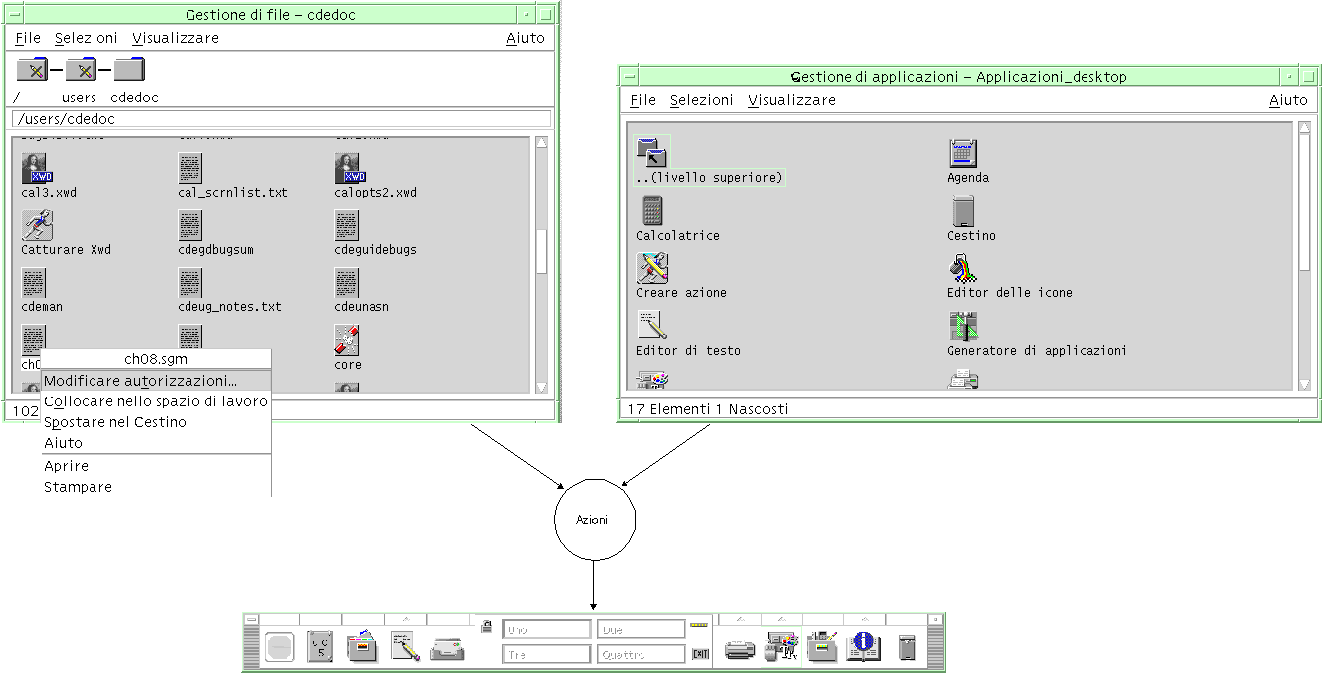 Gestione di file – cdedoc
File Selezioni Visualizzare Aiuto
/ users cdedoc
/users/cdedoc
cal3.xwd cal_scrnlist.txt calopts2.xwd
Catturare Xwd cdegdbugsum cdeguidebugs
cdeman cdeug_notes.txt cdeunasn
core
ch08.sgm
Modificare autorizzazioni...
Collocare nello spazio di lavoro
102
Spostare nel Cestino
Aiuto
Aprire
Stampare
Gestione di applicazioni – Applicazioni_desktop
File Selezioni Visualizzare Aiuto
..(livello superiore) Agenda
Calcolatrice Cestino
Creare azione Editor delle icone
Editor di testo Generatore di applicazioni
17 Elementi 1 Nascosti
Azioni
Uno Due
Tre Quattro
EXIT